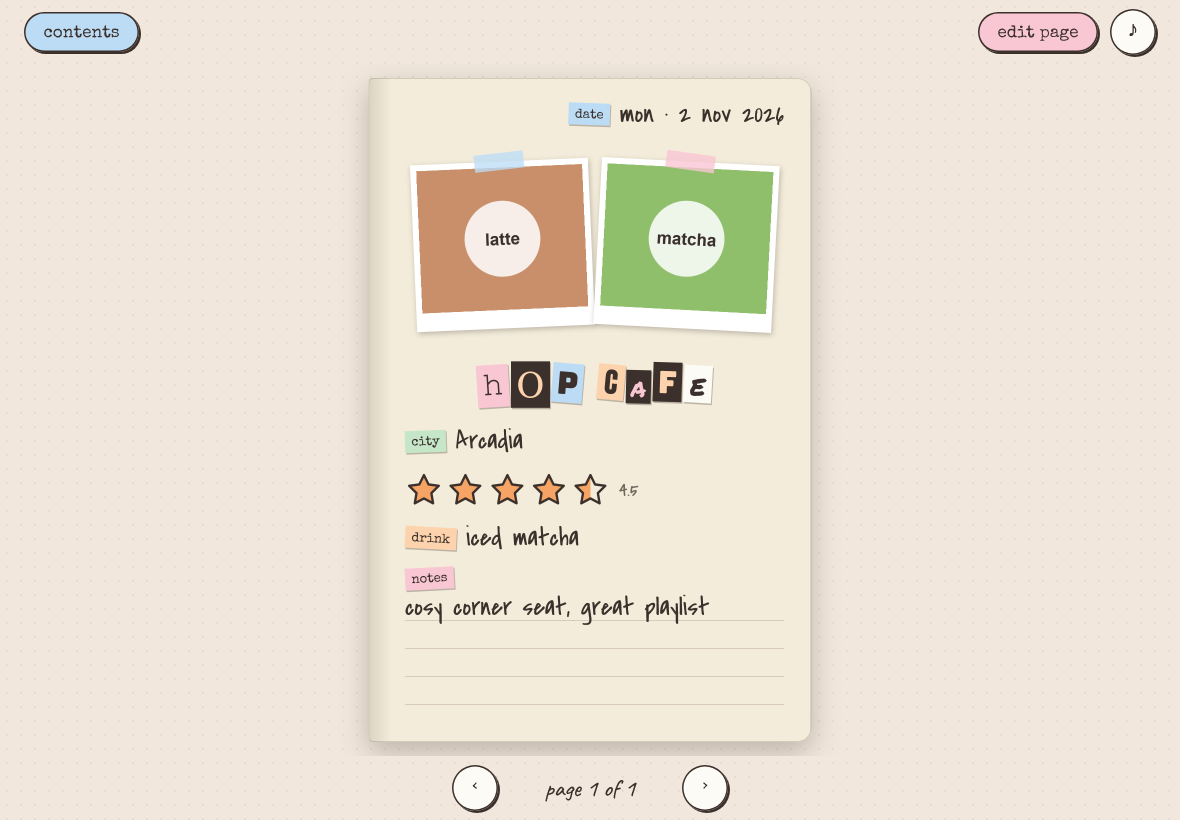 contents
edit page
♪
date mon · 2 nov 2026
latte
matcha
hOP CAFE
city Arcadia
4.5
drink iced matcha
notes
cosy corner seat, great playlist
‹ page 1 of 1 ›